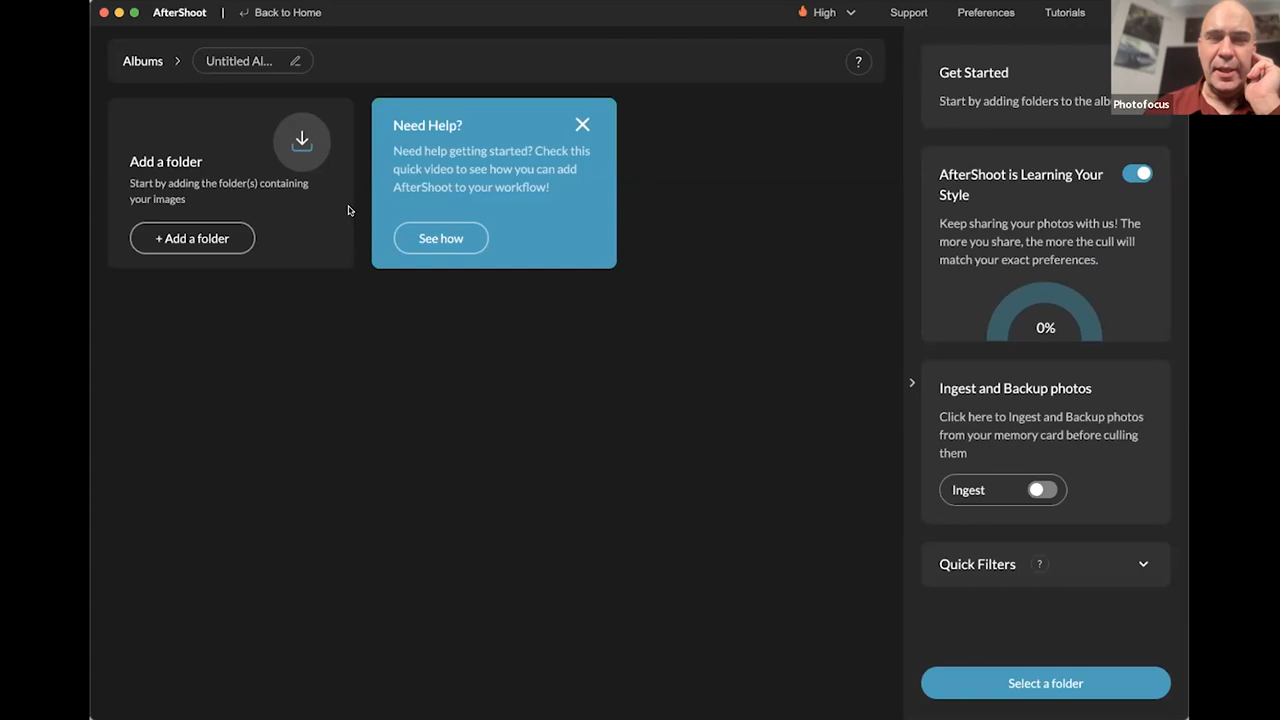 AfterShoot | Back to Home
High
Support
Preferences
Tutorials
Photofocus
Albums > Untitled Al...
?
Add a folder
Start by adding the folder(s) containing
your images
+ Add a folder
Need Help?
Need help getting started? Check this
quick video to see how you can add
AfterShoot to your workflow!
See how
Get Started
Start by adding folders to the alb
AfterShoot is Learning Your
Style
Keep sharing your photos with us! The
more you share, the more the cull will
match your exact preferences.
0%
Ingest and Backup photos
Click here to Ingest and Backup photos
from your memory card before culling
them
Ingest
Quick Filters ?
Select a folder